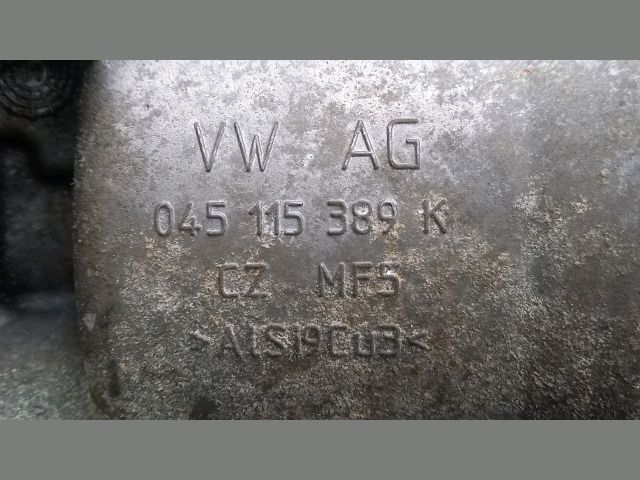 VW AG
045 115 389 K
CZ MFS
>AlSi9Cu3<